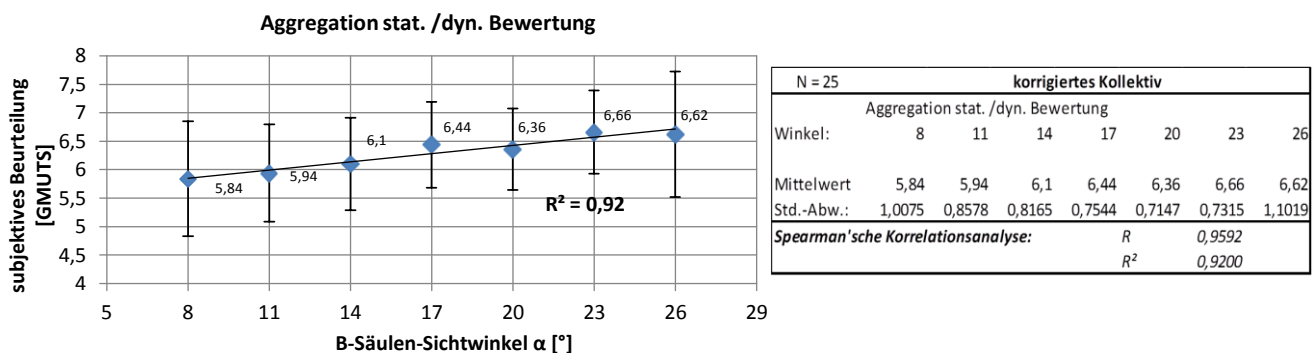 Aggregation stat. /dyn. Bewertung
subjektives Beurteilung
[GMUTS]
8
7,5
7
6,5
6
5,5
5
4,5
4
5,84
5,94
6,1
6,44
6,36
6,66
6,62
R² = 0,92
5 8 11 14 17 20 23 26 29
B-Säulen-Sichtwinkel α [°]
N = 25 korrigiertes Kollektiv
Aggregation stat. /dyn. Bewertung
Winkel: 8 11 14 17 20 23 26
Mittelwert 5,84 5,94 6,1 6,44 6,36 6,66 6,62
Std.-Abw.: 1,0075 0,8578 0,8165 0,7544 0,7147 0,7315 1,1019
Spearman'sche Korrelationsanalyse: R 0,9592
R² 0,9200